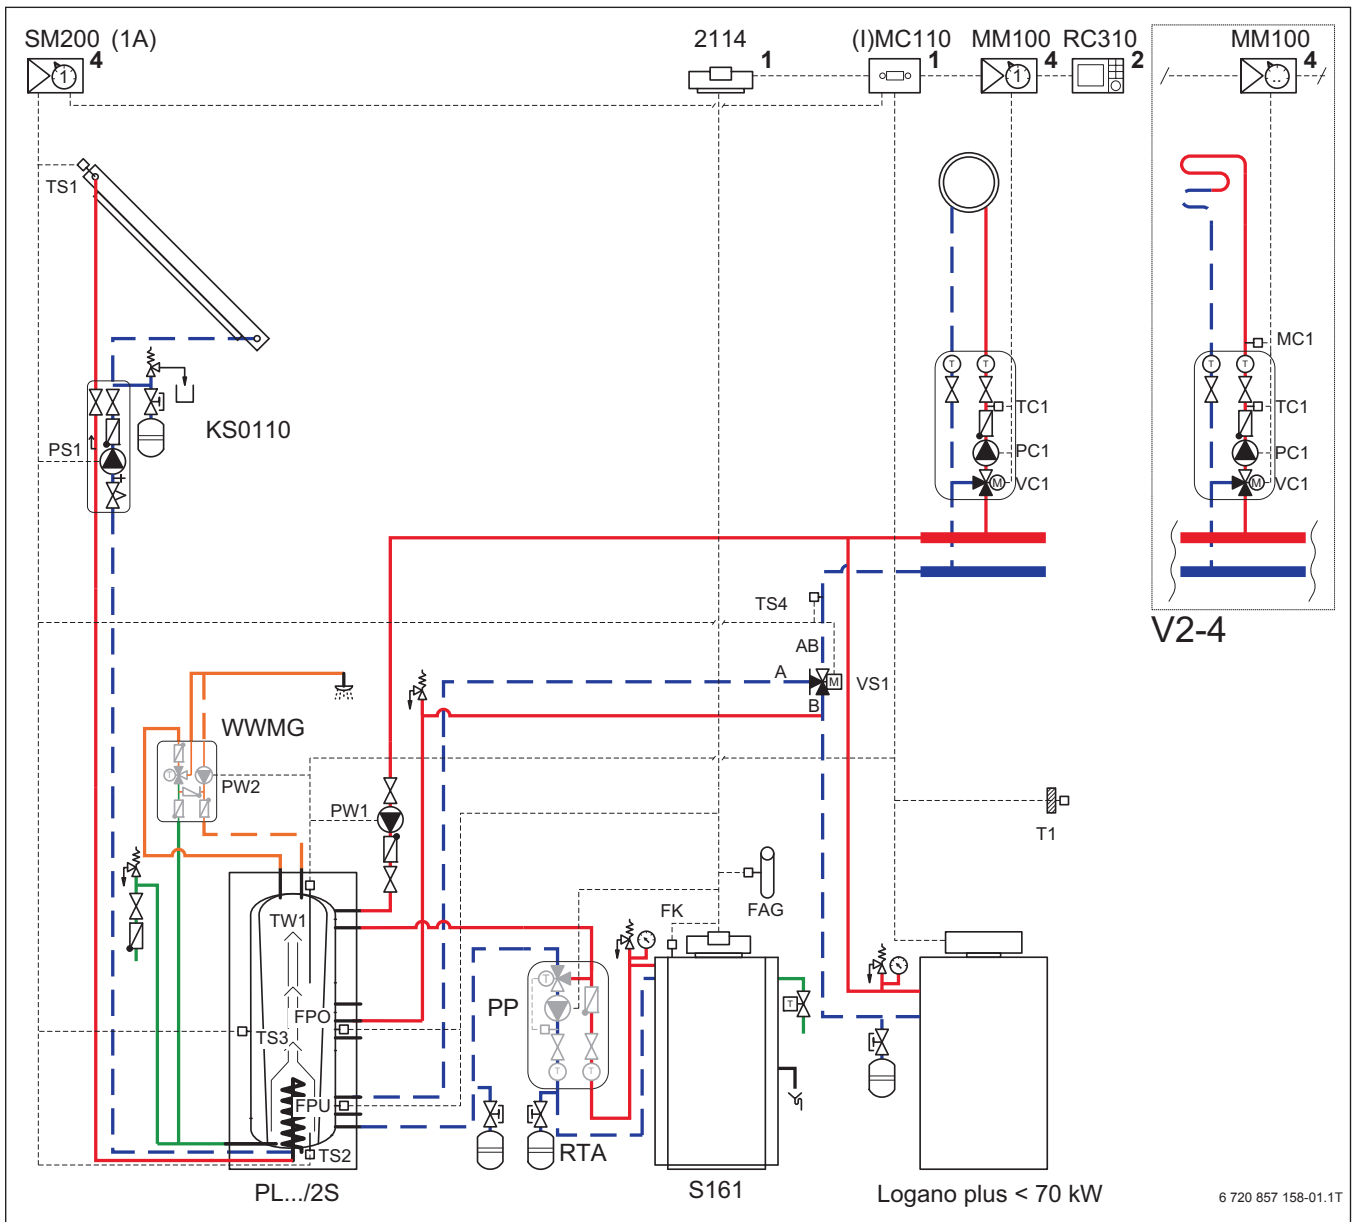 SM200 (1A)
4
1
2114
1
(I)MC110
1
MM100
4
1
RC310
2
MM100
4
..
TS1
KS0110
PS1
MC1
T
T
TC1
PC1
M
VC1
T
T
TC1
PC1
M
VC1
TS4
AB
A
B
M
VS1
V2-4
WWMG
T
PW2
PW1
T1
TW1
FK
FAG
FPO
TS3
PP
T
T
T
T
FPU
TS2
RTA
PL.../2S
S161
Logano plus < 70 kW
6 720 857 158-01.1T